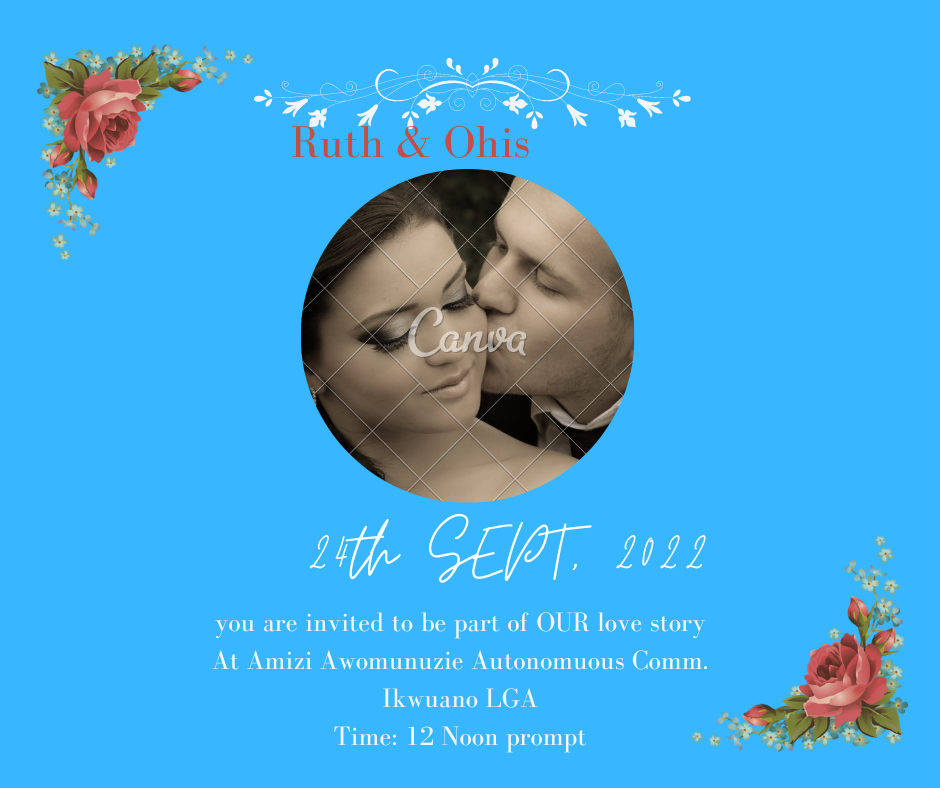 Ruth & Ohis
Canva
24th SEPT, 2022
you are invited to be part of OUR love story
At Amizi Awomunuzie Autonomuous Comm.
Ikwuano LGA
Time: 12 Noon prompt